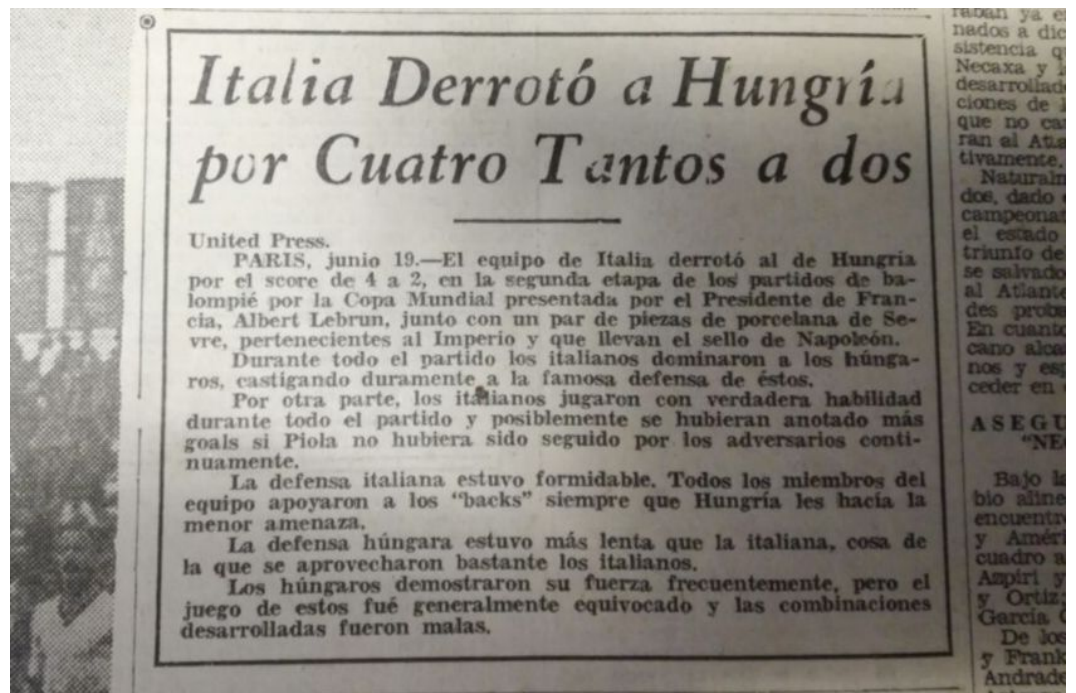 Italia Derrotó a Hungría
por Cuatro Tantos a dos
United Press.
PARIS, junio 19.—El equipo de Italia derrotó al de Hungría
por el score de 4 a 2, en la segunda etapa de los partidos de ba-
lompié por la Copa Mundial presentada por el Presidente de Fran-
cia, Albert Lebrun, junto con un par de piezas de porcelana de Se-
vre, pertenecientes al Imperio y que llevan el sello de Napoleón.
Durante todo el partido los italianos dominaron a los húnga-
ros, castigando duramente a la famosa defensa de éstos.
Por otra parte, los italianos jugaron con verdadera habilidad
durante todo el partido y posiblemente se hubieran anotado más
goals si Piola no hubiera sido seguido por los adversarios conti-
nuamente.
La defensa italiana estuvo formidable. Todos los miembros del
equipo apoyaron a los "backs" siempre que Hungría les hacía la
menor amenaza.
La defensa húngara estuvo más lenta que la italiana, cosa de
la que se aprovecharon bastante los italianos.
Los húngaros demostraron su fuerza frecuentemente, pero el
juego de estos fué generalmente equivocado y las combinaciones
desarrolladas fueron malas.
raban ya
nados a dic
sistencia
Necaxa y
desarrollad
ciones de
que no
ran al
tivamente.
Naturalm
dos, dado
campeonat
el estado
triunfo de
se salvado
al Atlante
des proba
En cuanto
cano alca
nos y esp
ceder en
ASEGU
"NE
Bajo la
bio aline
encuentr
y Améri
cuadro a
Azpiri y
y Ortiz;
García
De los
y Frank
Andrade